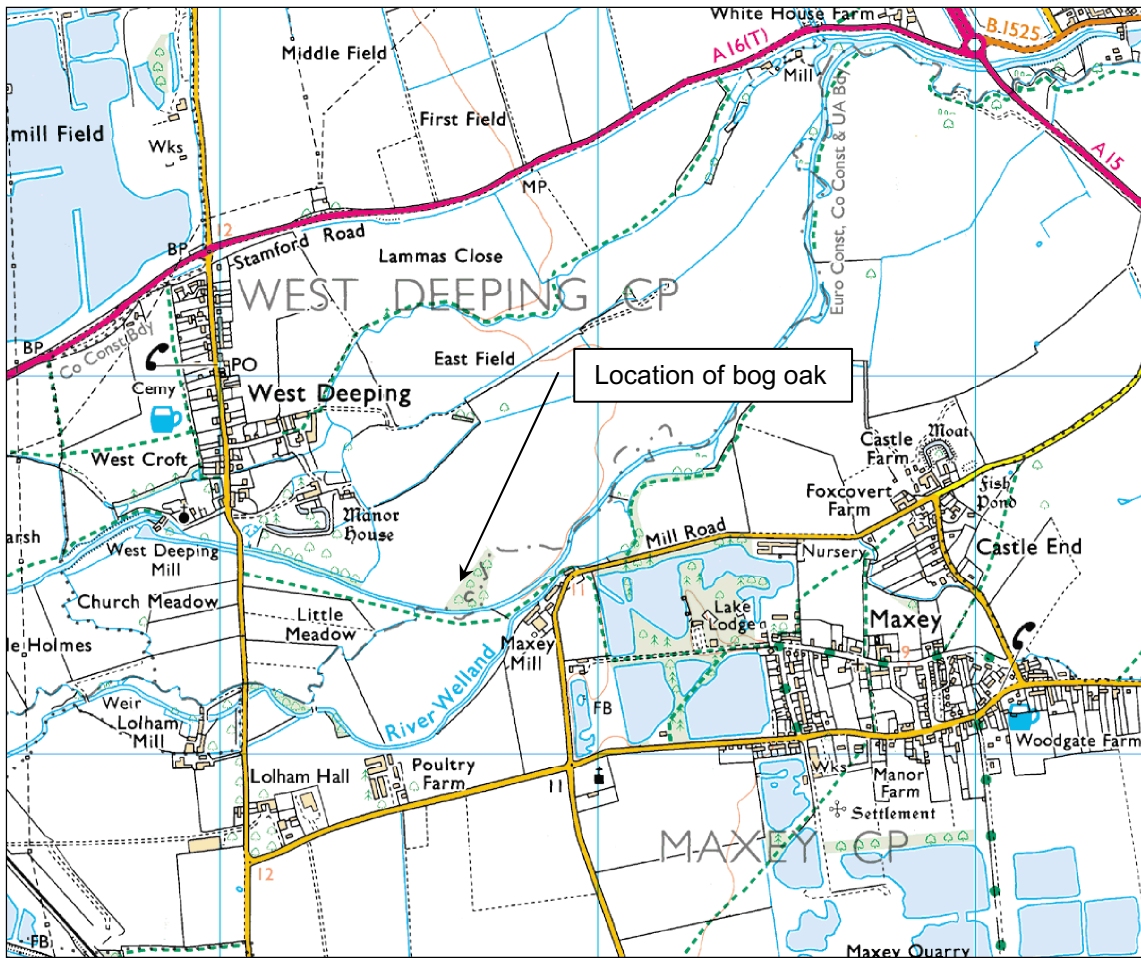 White House Farm
B.1525
A16(T)
Middle Field
Mill
mill Field
First Field
Wks
A15
MP
Euro Const, Co Const & UA Bdy
12
BP
Stamford Road
Lammas Close
WEST DEEPING CP
BP
Co Const Bdy
PO
East Field
Location of bog oak
Cemy
West Deeping
West Croft
Castle
Farm
Moat
Foxcovert
Farm
Fish
Pond
Manor
House
Mill Road
arsh
West Deeping
Mill
Nursery
Castle End
11
Church Meadow
Little
Meadow
Lake
Lodge
Maxey
le Holmes
Maxey
Mill
9
River Welland
Weir
Lolham
Mill
FB
Woodgate Farm
Lolham Hall
Poultry
Farm
11
Wks
Manor
Farm
Settlement
MAXEY CP
12
FB
Maxey Quarry